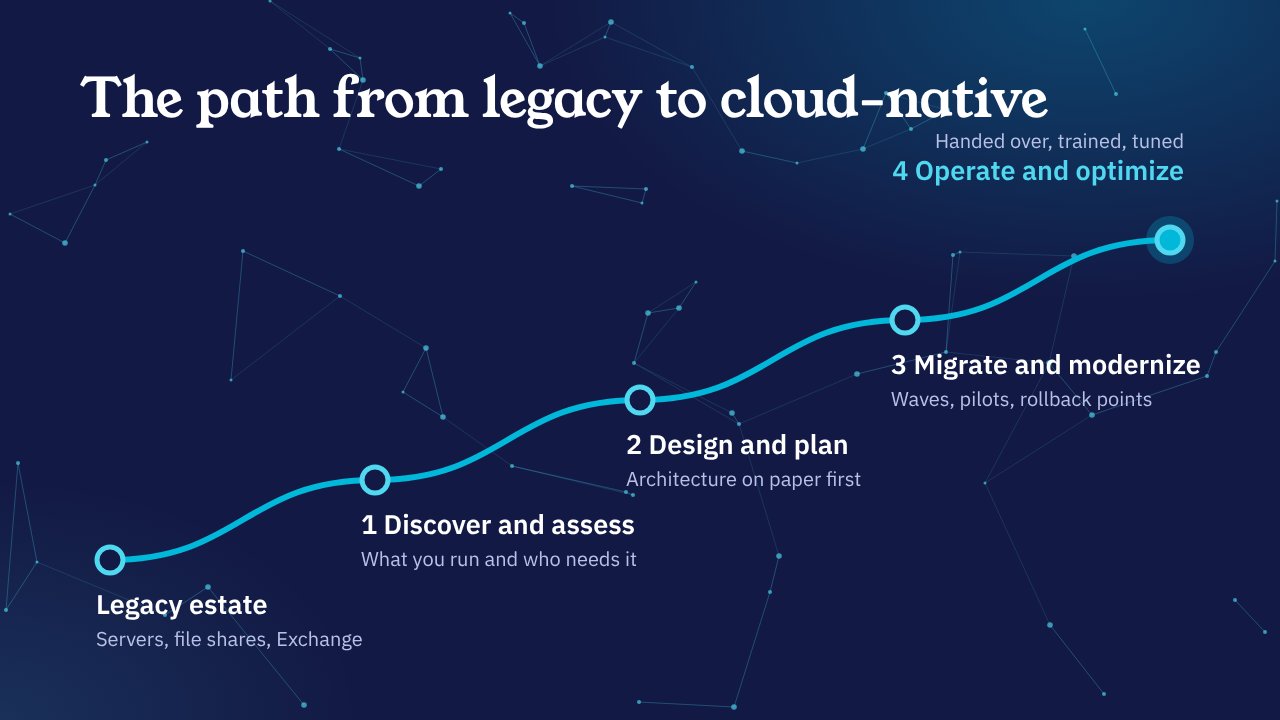 The path from legacy to cloud-native
Handed over, trained, tuned
4 Operate and optimize
3 Migrate and modernize
Waves, pilots, rollback points
2 Design and plan
Architecture on paper first
1 Discover and assess
What you run and who needs it
Legacy estate
Servers, file shares, Exchange